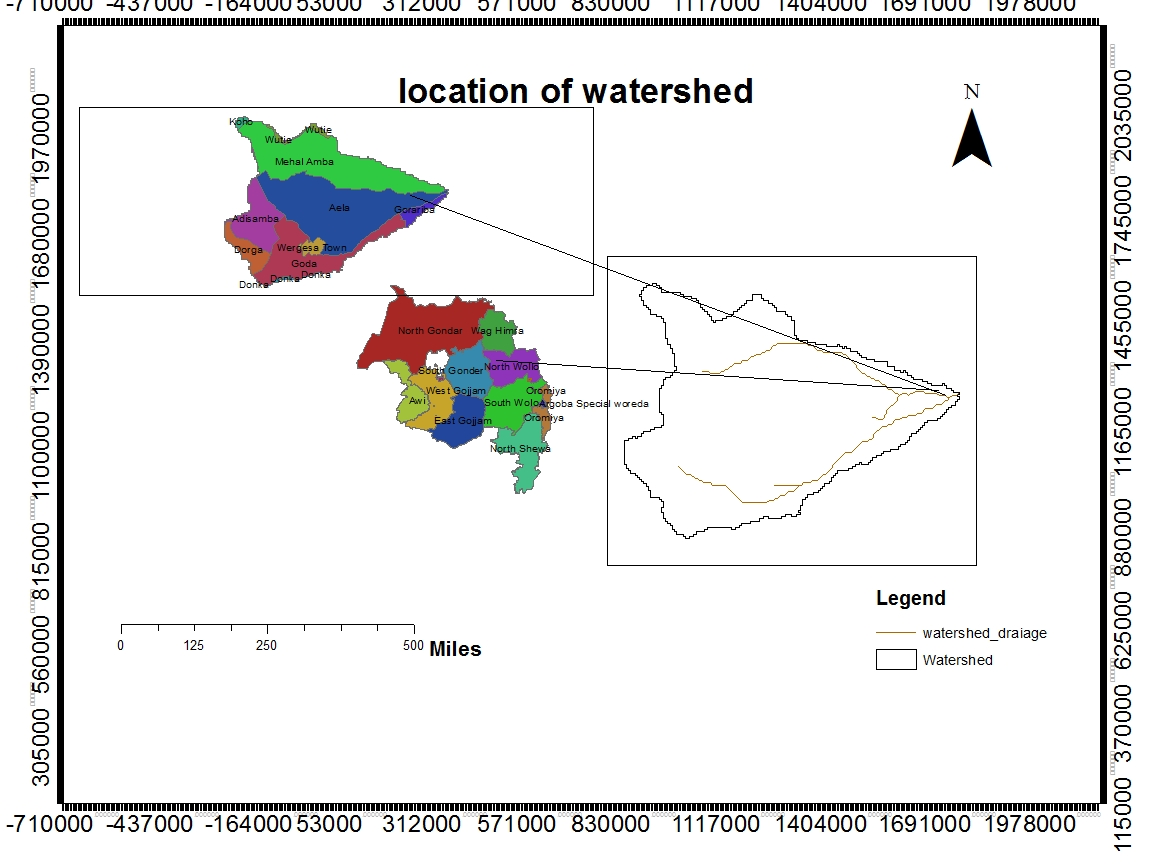 -710000 -437000 -164000 53000 312000 571000 830000 1117000 1404000 1691000 1978000
location of watershed
N
Koho
Wutie
Wutie
Mehal Amba
Aela
Gorariba
Adisamba
Dorga
Wergesa Town
Goda
Donka
Donka
Donka
North Gondar
Wag Himra
South Gonder
North Wollo
West Gojjam
Oromiya
Awi
South Wolo
Argoba Special woreda
East Gojjam
Oromiya
North Shewa
Legend
watershed_draiage
Watershed
0 125 250 500 Miles
1970000
1680000
1390000
1100000
815000
560000
305000
2035000
1745000
1455000
1165000
880000
625000
370000
115000
-710000 -437000 -164000 53000 312000 571000 830000 1117000 1404000 1691000 1978000